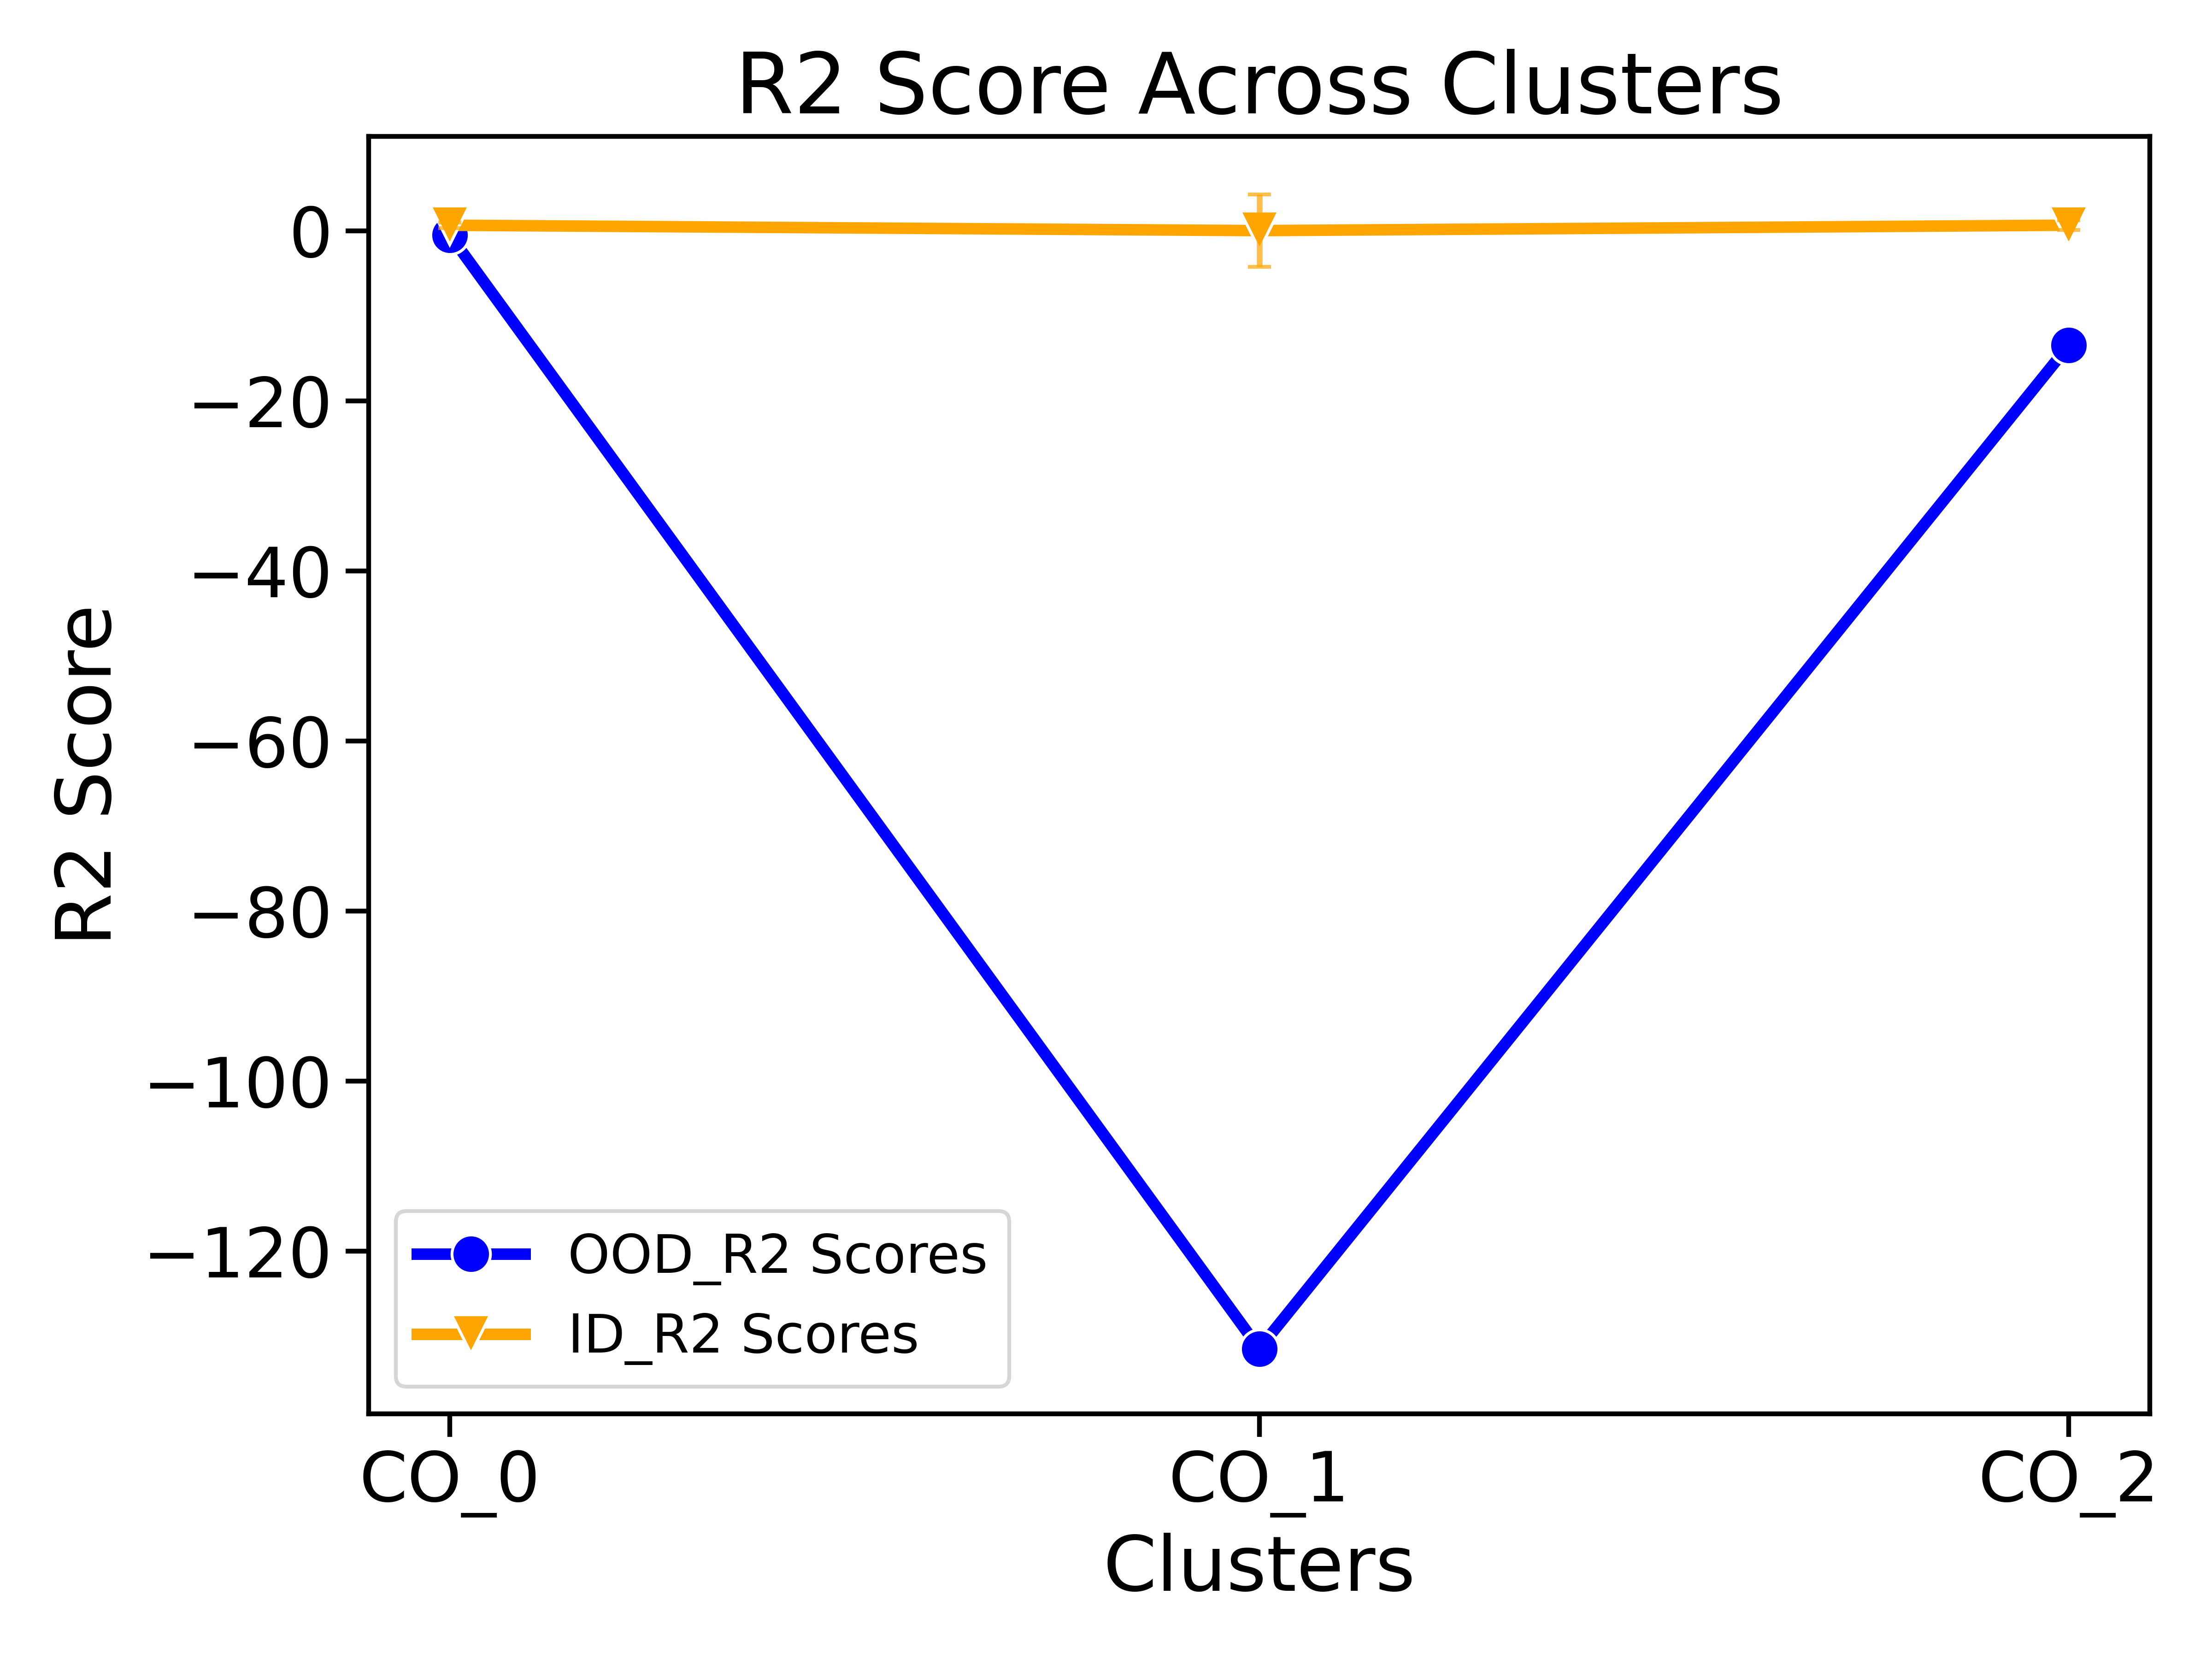 R2 Score Across Clusters
R2 Score
0
−20
−40
−60
−80
−100
−120
OOD_R2 Scores
ID_R2 Scores
CO_0
CO_1
CO_2
Clusters